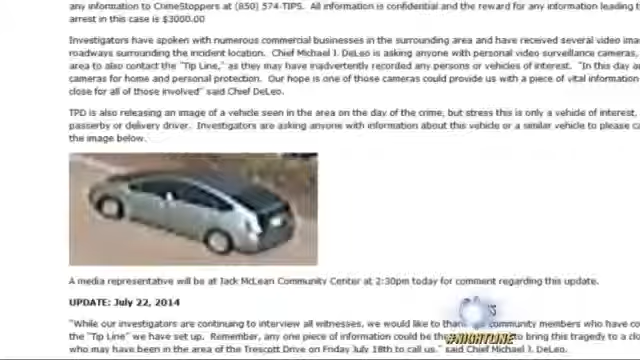 any information to CrimeStoppers at (850) 574-TIPS. All information is confidential and the reward for any information leading t
arrest in this case is $3000.00
Investigators have spoken with numerous commercial businesses in the surrounding area and have received several video imag
roadways surrounding the incident location. Chief Michael J. DeLeo is asking anyone with personal video surveillance cameras,
area to also contact the "Tip Line," as they may have inadvertently recorded any persons or vehicles of interest. "In this day a
cameras for home and personal protection. Our hope is one of those cameras could provide us with a piece of vital information
close for all of those involved" said Chief DeLeo.
TPD is also releasing an image of a vehicle seen in the area on the day of the crime, but stress this is only a vehicle of interest,
passerby or delivery driver. Investigators are asking anyone with information about this vehicle or a similar vehicle to please c
the image below.
A media representative will be at Jack McLean Community Center at 2:30pm today for comment regarding this update.
UPDATE: July 22, 2014
"While our investigators are continuing to interview all witnesses, we would like to than community members who have c
the "Tip Line" we have set up. Remember, any one piece of information could be the to bring this tragedy to a clo
who may have been in the area of the Trescott Drive on Friday July 18th to call us." said Chief Michael J. DeLeo.
#NIGHTLINE